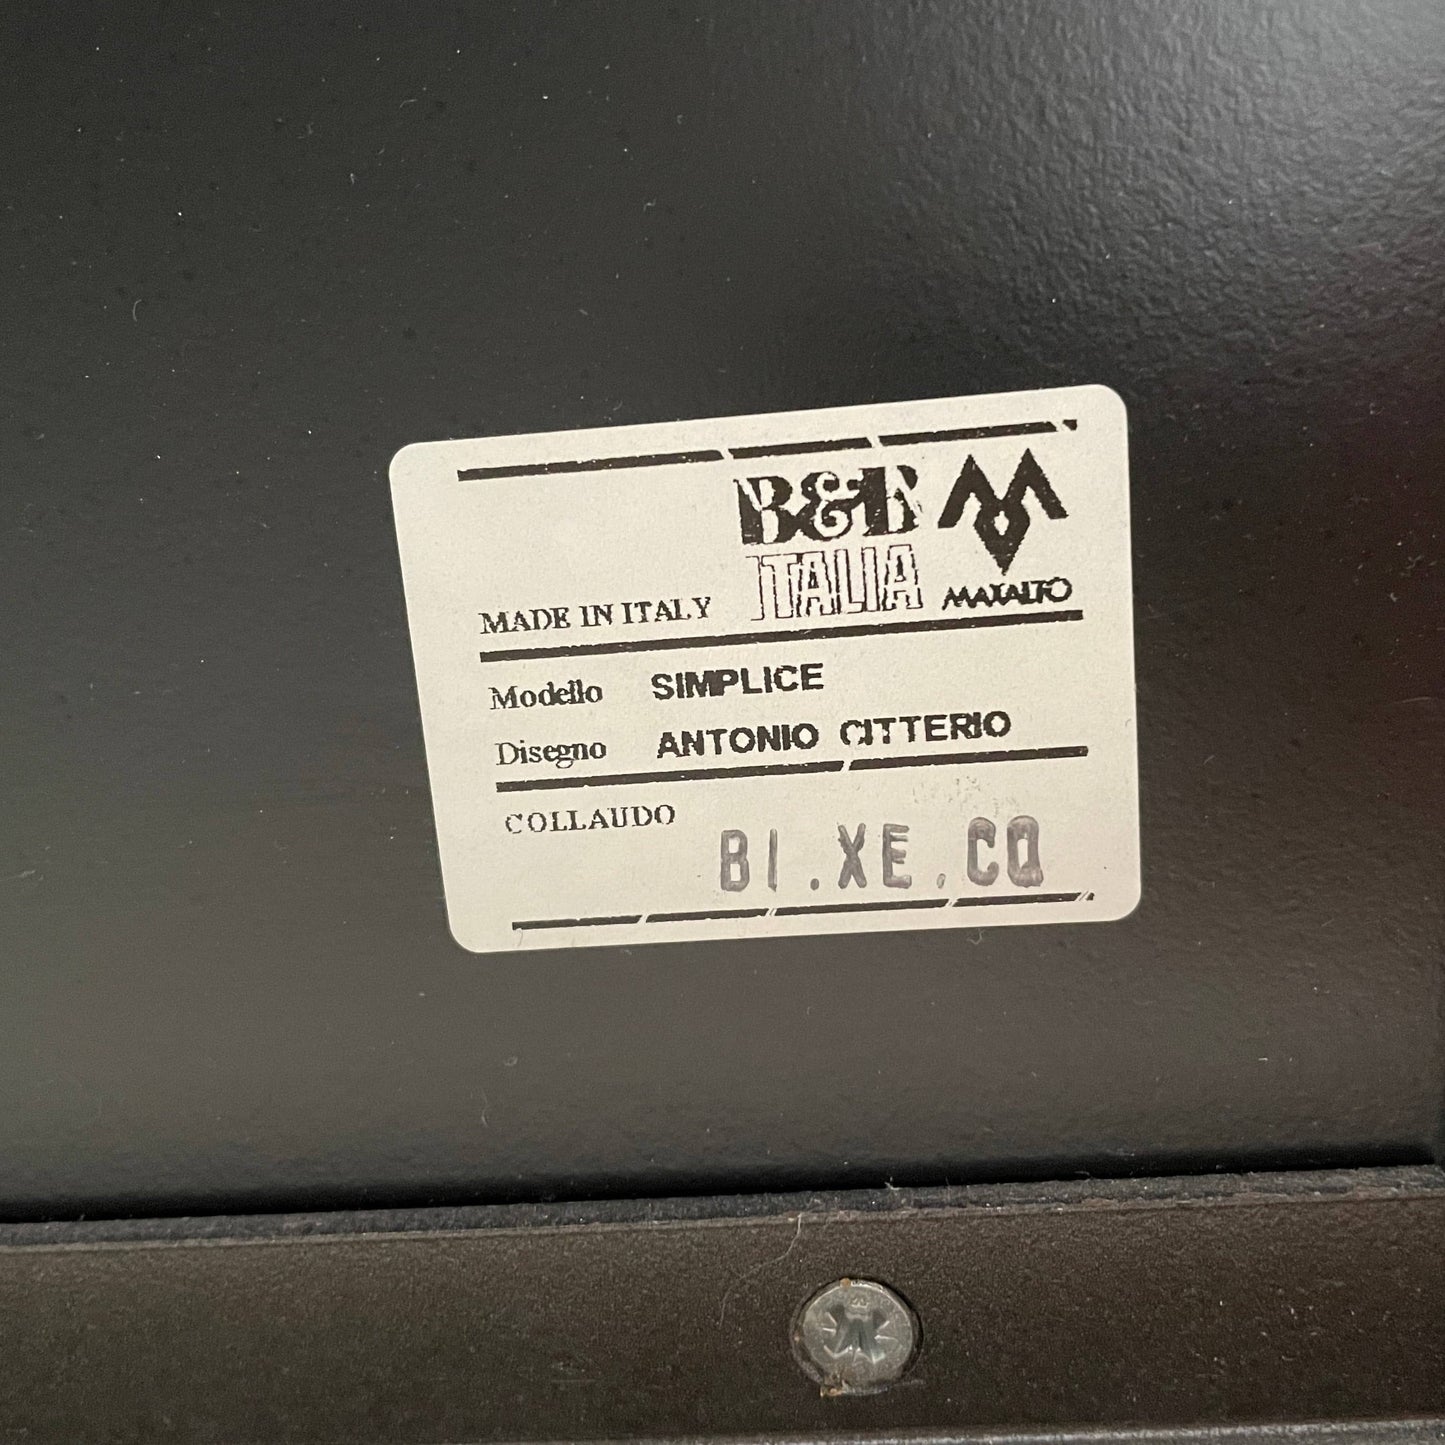 B&B
ITALIA
MAXALTO
MADE IN ITALY
Modello SIMPLICE
Disegno ANTONIO CITTERIO
COLLAUDO
BI.XE.CQ